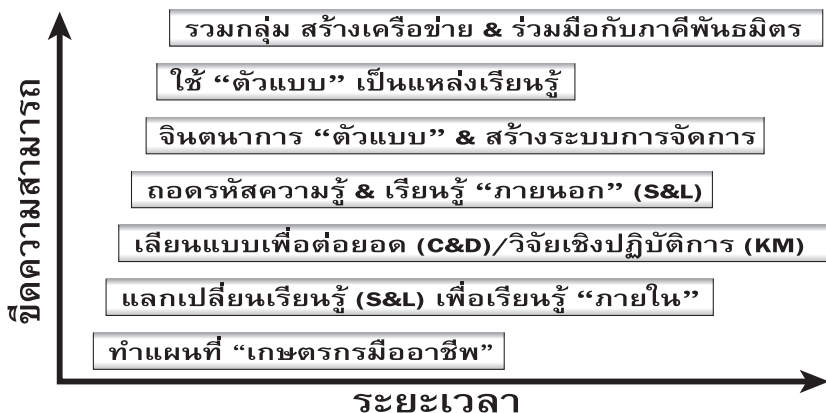 รวมกลุ่ม สร้างเครือข่าย & ร่วมมือกับภาคีพันธมิตร
ใช้ “ตัวแบบ” เป็นแหล่งเรียนรู้
จินตนาการ “ตัวแบบ” & สร้างระบบการจัดการ
ถอดรหัสความรู้ & เรียนรู้ “ภายนอก” (S&L)
เลียนแบบเพื่อต่อยอด (C&D)/วิจัยเชิงปฏิบัติการ (KM)
แลกเปลี่ยนเรียนรู้ (S&L) เพื่อเรียนรู้ “ภายใน”
ทำแผนที่ “เกษตรกรมืออาชีพ”
ขีดความสามารถ
ระยะเวลา